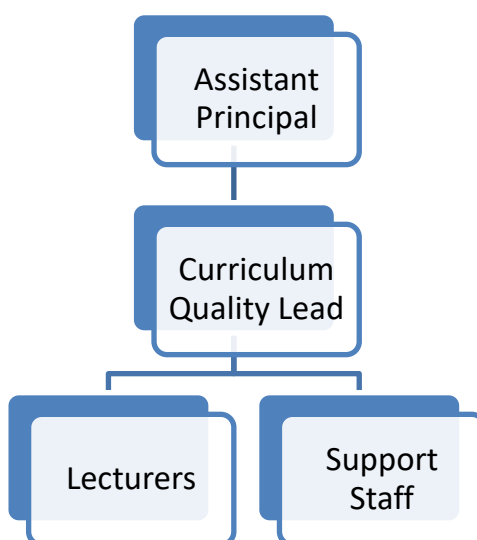 Assistant
Principal
Curriculum
Quality Lead
Lecturers
Support
Staff